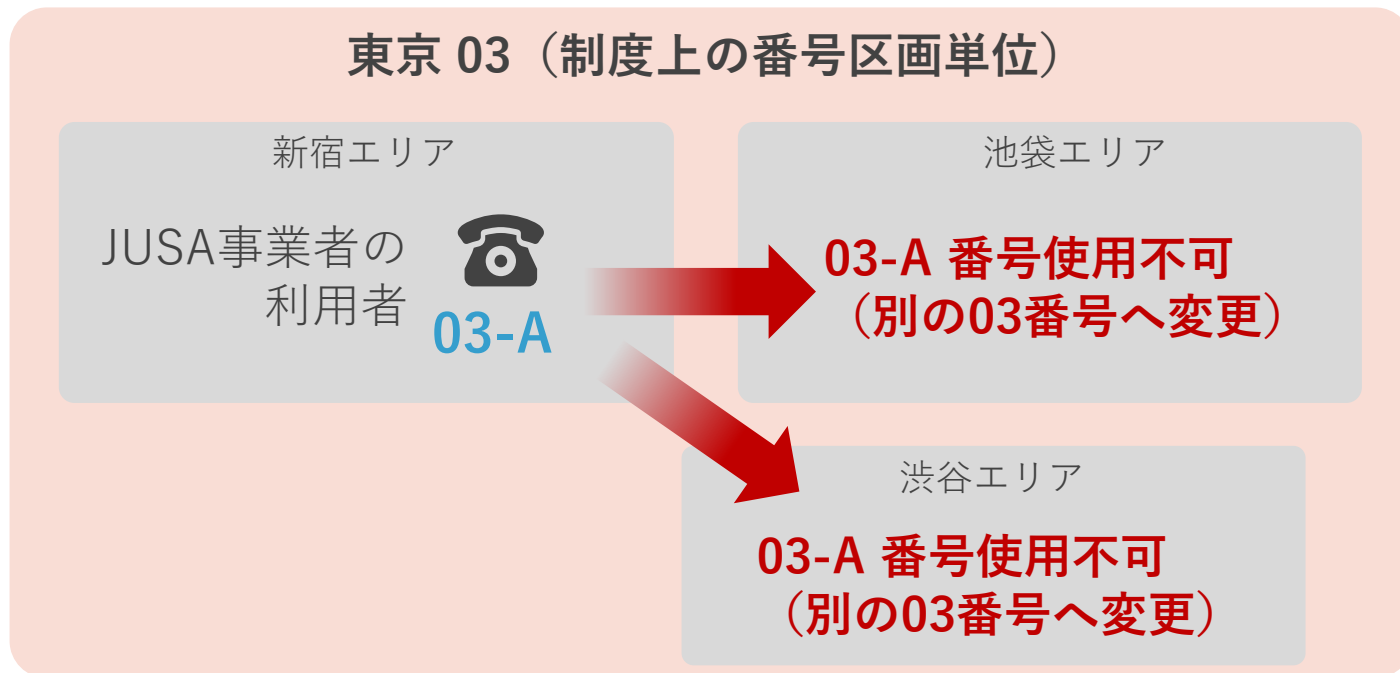 東京 03（制度上の番号区画単位）
新宿エリア
JUSA事業者の
利用者
03-A
池袋エリア
03-A 番号使用不可
（別の03番号へ変更）
渋谷エリア
03-A 番号使用不可
（別の03番号へ変更）